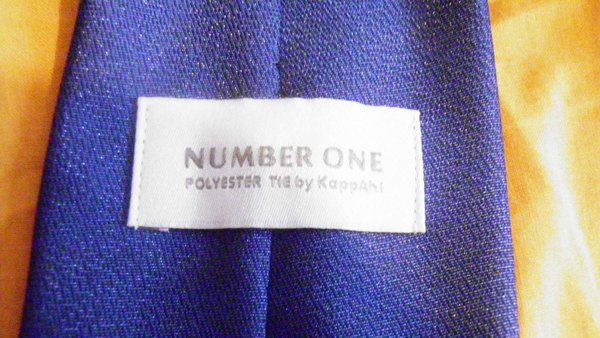 NUMBER ONE
POLYESTER TIE by KappAhl